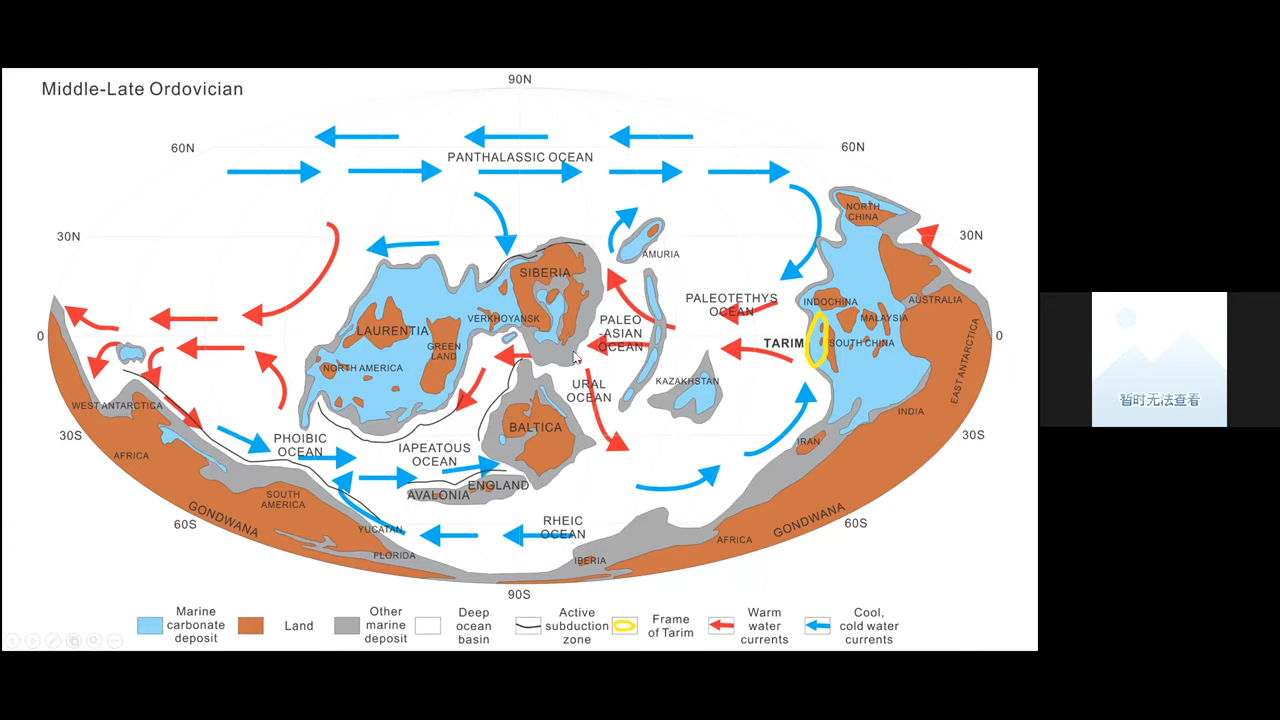 Middle-Late Ordovician
90N
60N
60N
PANTHALASSIC OCEAN
NORTH
CHINA
30N
30N
AMURIA
SIBERIA
PALEOTETHYS
OCEAN
INDOCHINA
AUSTRALIA
VERKHOYANSK
MALAYSIA
LAURENTIA
PALEO
-ASIAN
OCEAN
0
0
TARIM
SOUTH CHINA
GREEN
LAND
NORTH AMERICA
EAST ANTARCTICA
KAZAKHSTAN
URAL
OCEAN
WEST ANTARCTICA
INDIA
BALTICA
30S
30S
PHOIBIC
OCEAN
IAPEATOUS
OCEAN
IRAN
AFRICA
ENGLAND
AVALONIA
SOUTH
AMERICA
GONDWANA
GONDWANA
60S
60S
YUCATAN
RHEIC
OCEAN
AFRICA
FLORIDA
IBERIA
90S
Marine
carbonate
deposit
Land
Other
marine
deposit
Deep
ocean
basin
Active
subduction
zone
Frame
of Tarim
Warm
water
currents
Cool,
cold water
currents
暂时无法查看